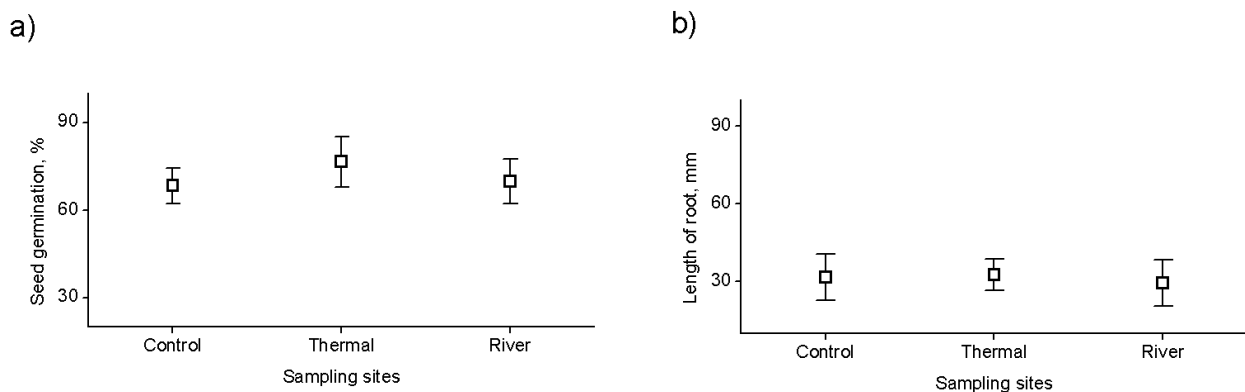 a)
Seed germination, %
90
60
30
Control Thermal River
Sampling sites
b)
Length of root, mm
90
60
30
Control Thermal River
Sampling sites